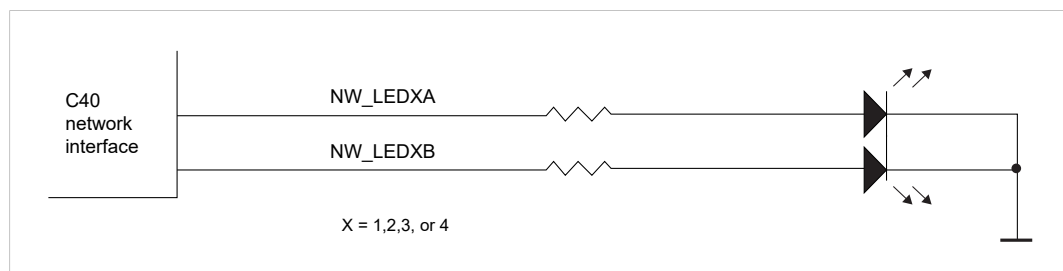 C40
network
interface
NW_LEDXA
NW_LEDXB
X = 1,2,3, or 4